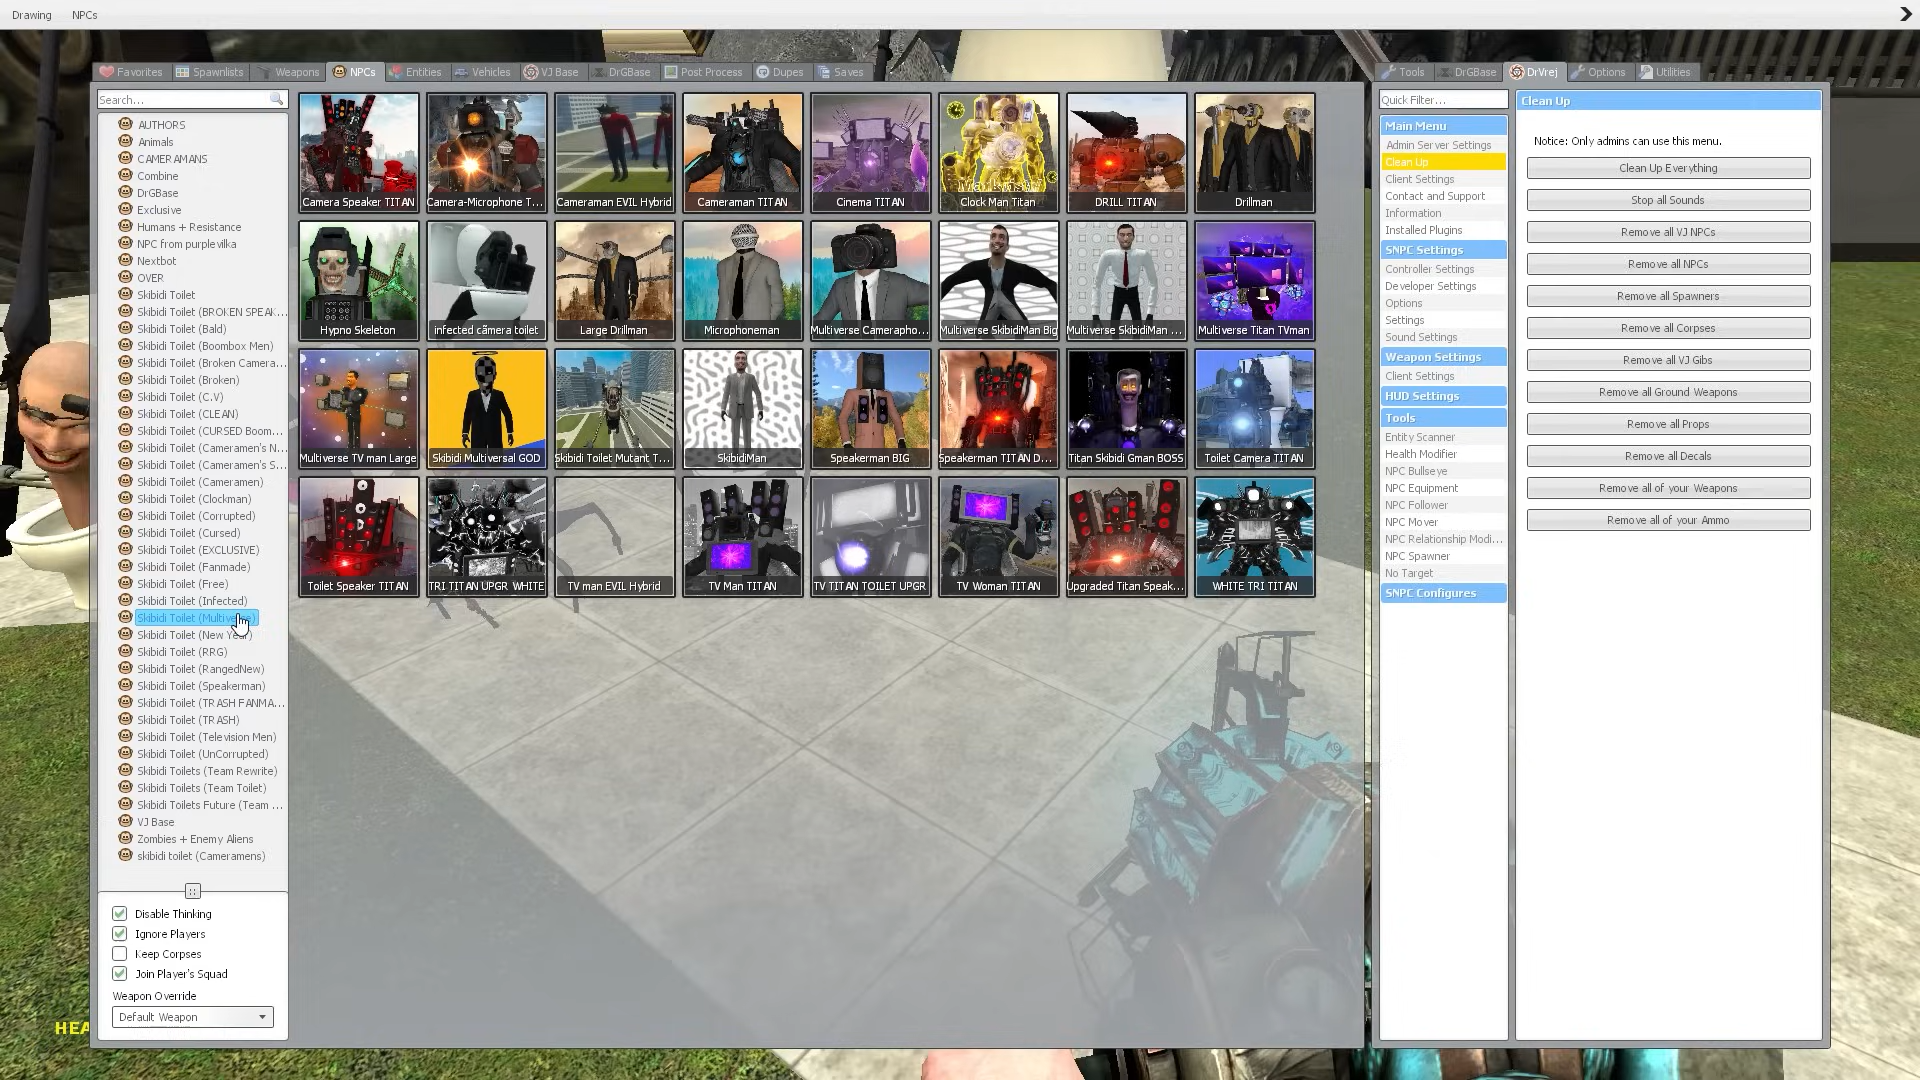 Drawing NPCs
Favorites Spawnlists Weapons NPCs Entities Vehicles VJ Base DrGBase Post Process Dupes Saves
Tools DrGBase DrVrej Options Utilities
Search...
AUTHORS
Animals
CAMERAMANS
Combine
DrGBase
Exclusive
Humans + Resistance
NPC from purplevilka
Nextbot
OVER
Skibidi Toilet
Skibidi Toilet (BROKEN SPEAK...
Skibidi Toilet (Bald)
Skibidi Toilet (Boombox Men)
Skibidi Toilet (Broken Camera...
Skibidi Toilet (Broken)
Skibidi Toilet (C.V)
Skibidi Toilet (CLEAN)
Skibidi Toilet (CURSED Boom...
Skibidi Toilet (Cameramen's N...
Skibidi Toilet (Cameramen's S...
Skibidi Toilet (Cameramen)
Skibidi Toilet (Clockman)
Skibidi Toilet (Corrupted)
Skibidi Toilet (Cursed)
Skibidi Toilet (EXCLUSIVE)
Skibidi Toilet (Fanmade)
Skibidi Toilet (Free)
Skibidi Toilet (Infected)
Skibidi Toilet
Skibidi Toilet (New
Skibidi Toilet (RRG)
Skibidi Toilet (RangedNew)
Skibidi Toilet (Speakerman)
Skibidi Toilet (TRASH FANMA...
Skibidi Toilet (TRASH)
Skibidi Toilet (Television Men)
Skibidi Toilet (UnCorrupted)
Skibidi Toilets (Team Rewrite)
Skibidi Toilets (Team Toilet)
Skibidi Toilets Future (Team ...
VJ Base
Zombies + Enemy Aliens
skibidi toilet (Cameramens)
Disable Thinking
Ignore Players
Keep Corpses
Join Player's Squad
Weapon Override
Default Weapon
HEA
Camera Speaker TITAN
Camera-Microphone T...
Cameraman EVIL Hybrid
Cameraman TITAN
Cinema TITAN
Clock Man Titan
DRILL TITAN
Drillman
Hypno Skeleton
infected cãmera toilet
Large Drillman
Microphoneman
Multiverse Camerapho...
Multiverse SkibidiMan Big
Multiverse SkibidiMan ...
Multiverse Titan TVman
Multiverse TV man Large
Skibidi Multiversal GOD
Skibidi Toilet Mutant T...
SkibidiMan
Speakerman BIG
Speakerman TITAN D...
Titan Skibidi Gman BOSS
Toilet Camera TITAN
Toilet Speaker TITAN
TRI TITAN UPGR WHITE
TV man EVIL Hybrid
TV Man TITAN
TV TITAN TOILET UPGR
TV Woman TITAN
Upgraded Titan Speak...
WHITE TRI TITAN
Quick Filter...
Main Menu
Admin Server Settings
Clean Up
Client Settings
Contact and Support
Information
Installed Plugins
SNPC Settings
Controller Settings
Developer Settings
Options
Settings
Sound Settings
Weapon Settings
Client Settings
HUD Settings
Tools
Entity Scanner
Health Modifier
NPC Bullseye
NPC Equipment
NPC Follower
NPC Mover
NPC Relationship Modi...
NPC Spawner
No Target
SNPC Configures
Clean Up
Notice: Only admins can use this menu.
Clean Up Everything
Stop all Sounds
Remove all VJ NPCs
Remove all NPCs
Remove all Spawners
Remove all Corpses
Remove all VJ Gibs
Remove all Ground Weapons
Remove all Props
Remove all Decals
Remove all of your Weapons
Remove all of your Ammo